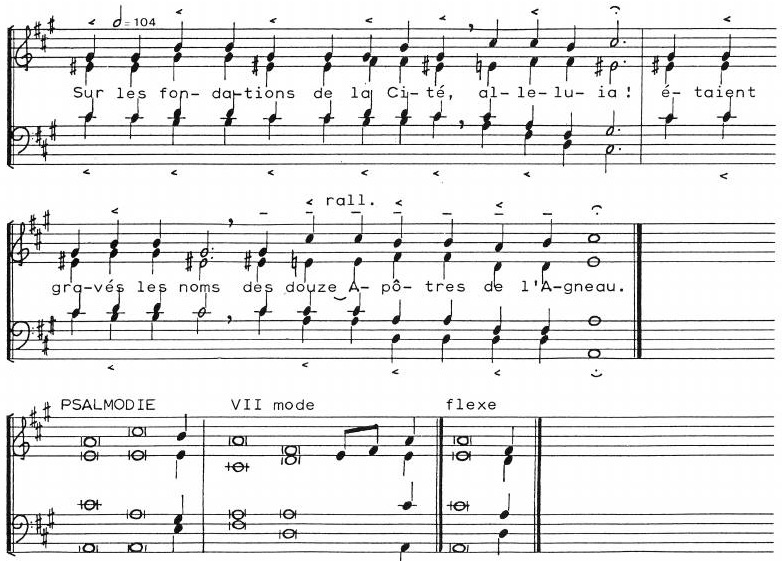 𝅗𝅥 = 104
Sur les fon-da-tions de la Ci-té, al-le-lu-ia ! é-taient
rall.
gra-vés les noms des douze‿A-pô-tres de l'A-gneau.
PSALMODIE VII mode flexe